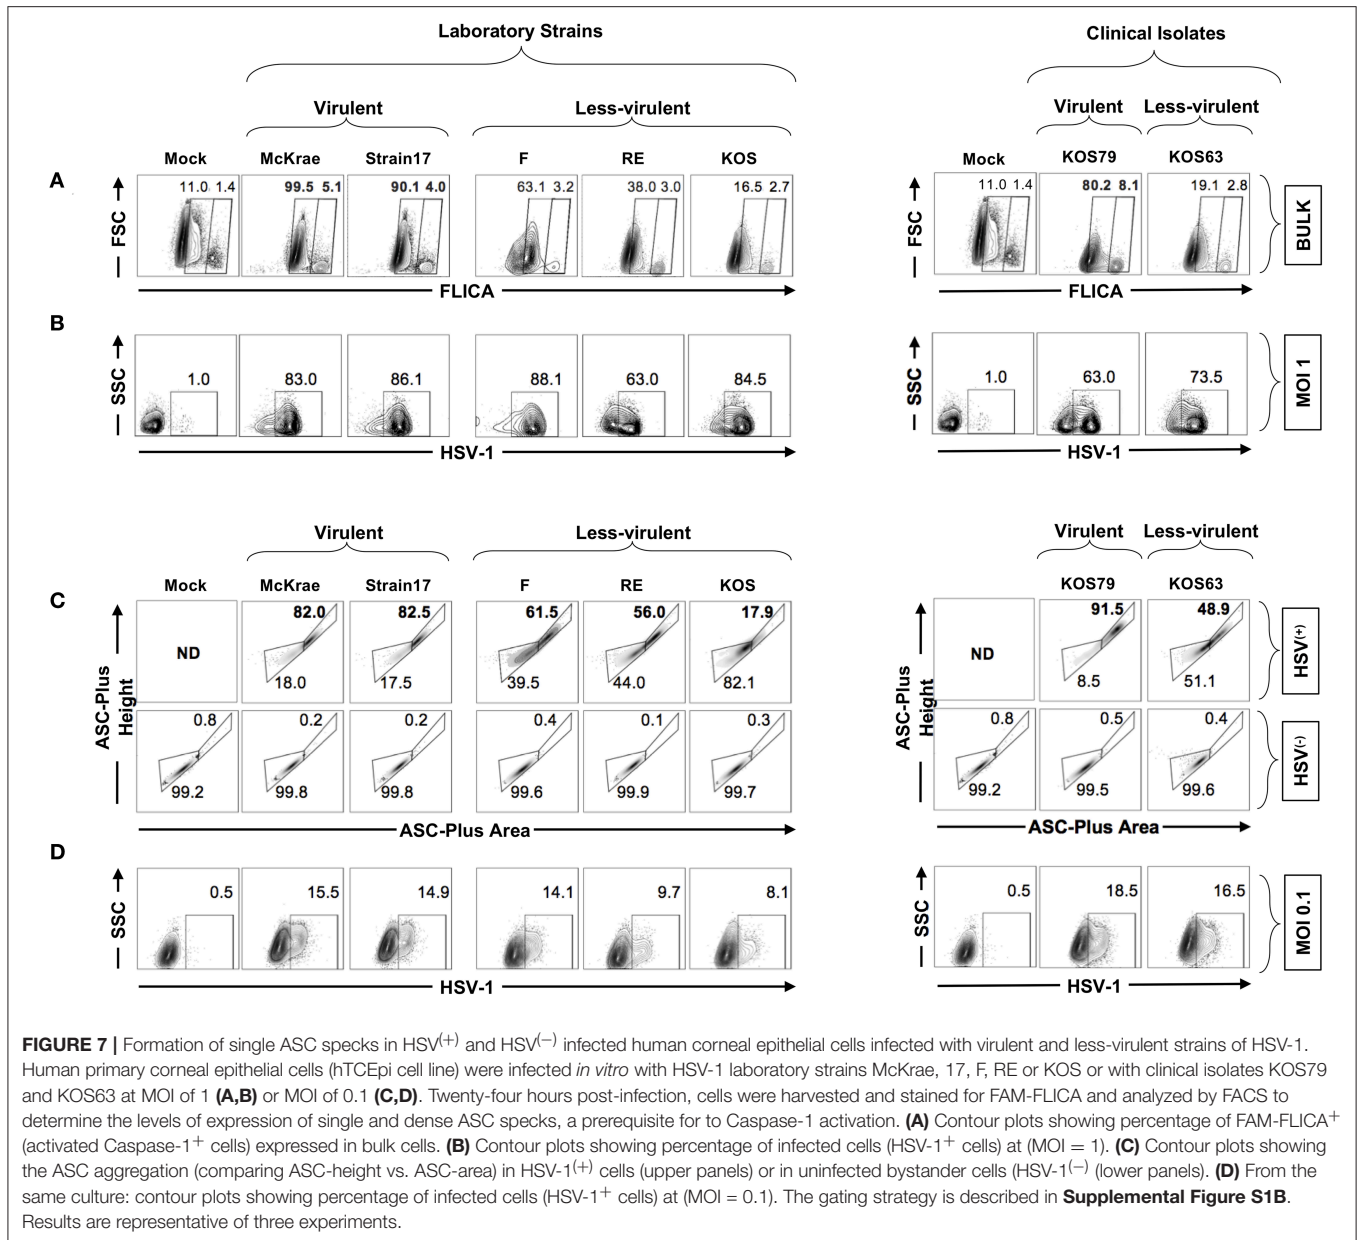 Laboratory Strains
Clinical Isolates
Virulent Less-virulent Virulent Less-virulent
Mock McKrae Strain17 F RE KOS Mock KOS79 KOS63
A
11.0 1.4 99.5 5.1 90.1 4.0 63.1 3.2 38.0 3.0 16.5 2.7 11.0 1.4 80.2 8.1 19.1 2.8
FSC FSC BULK
FLICA FLICA
B
1.0 83.0 86.1 88.1 63.0 84.5 1.0 63.0 73.5
SSC SSC MOI 1
HSV-1 HSV-1
Virulent Less-virulent Virulent Less-virulent
Mock McKrae Strain17 F RE KOS KOS79 KOS63
C
82.0 82.5 61.5 56.0 17.9 91.5 48.9
ND ND HSV(+)
18.0 17.5 39.5 44.0 82.1 8.5 51.1
ASC-Plus Height ASC-Plus Height
0.8 0.2 0.2 0.4 0.1 0.3 0.8 0.5 0.4
HSV(-)
99.2 99.8 99.8 99.6 99.9 99.7 99.2 99.5 99.6
ASC-Plus Area ASC-Plus Area
D
0.5 15.5 14.9 14.1 9.7 8.1 0.5 18.5 16.5
SSC SSC MOI 0.1
HSV-1 HSV-1
FIGURE 7 | Formation of single ASC specks in HSV(+) and HSV(−) infected human corneal epithelial cells infected with virulent and less-virulent strains of HSV-1.
Human primary corneal epithelial cells (hTCEpi cell line) were infected in vitro with HSV-1 laboratory strains McKrae, 17, F, RE or KOS or with clinical isolates KOS79
and KOS63 at MOI of 1 (A,B) or MOI of 0.1 (C,D). Twenty-four hours post-infection, cells were harvested and stained for FAM-FLICA and analyzed by FACS to
determine the levels of expression of single and dense ASC specks, a prerequisite for to Caspase-1 activation. (A) Contour plots showing percentage of FAM-FLICA+
(activated Caspase-1+ cells) expressed in bulk cells. (B) Contour plots showing percentage of infected cells (HSV-1+ cells) at (MOI = 1). (C) Contour plots showing
the ASC aggregation (comparing ASC-height vs. ASC-area) in HSV-1(+) cells (upper panels) or in uninfected bystander cells (HSV-1(−) (lower panels). (D) From the
same culture: contour plots showing percentage of infected cells (HSV-1+ cells) at (MOI = 0.1). The gating strategy is described in Supplemental Figure S1B.
Results are representative of three experiments.